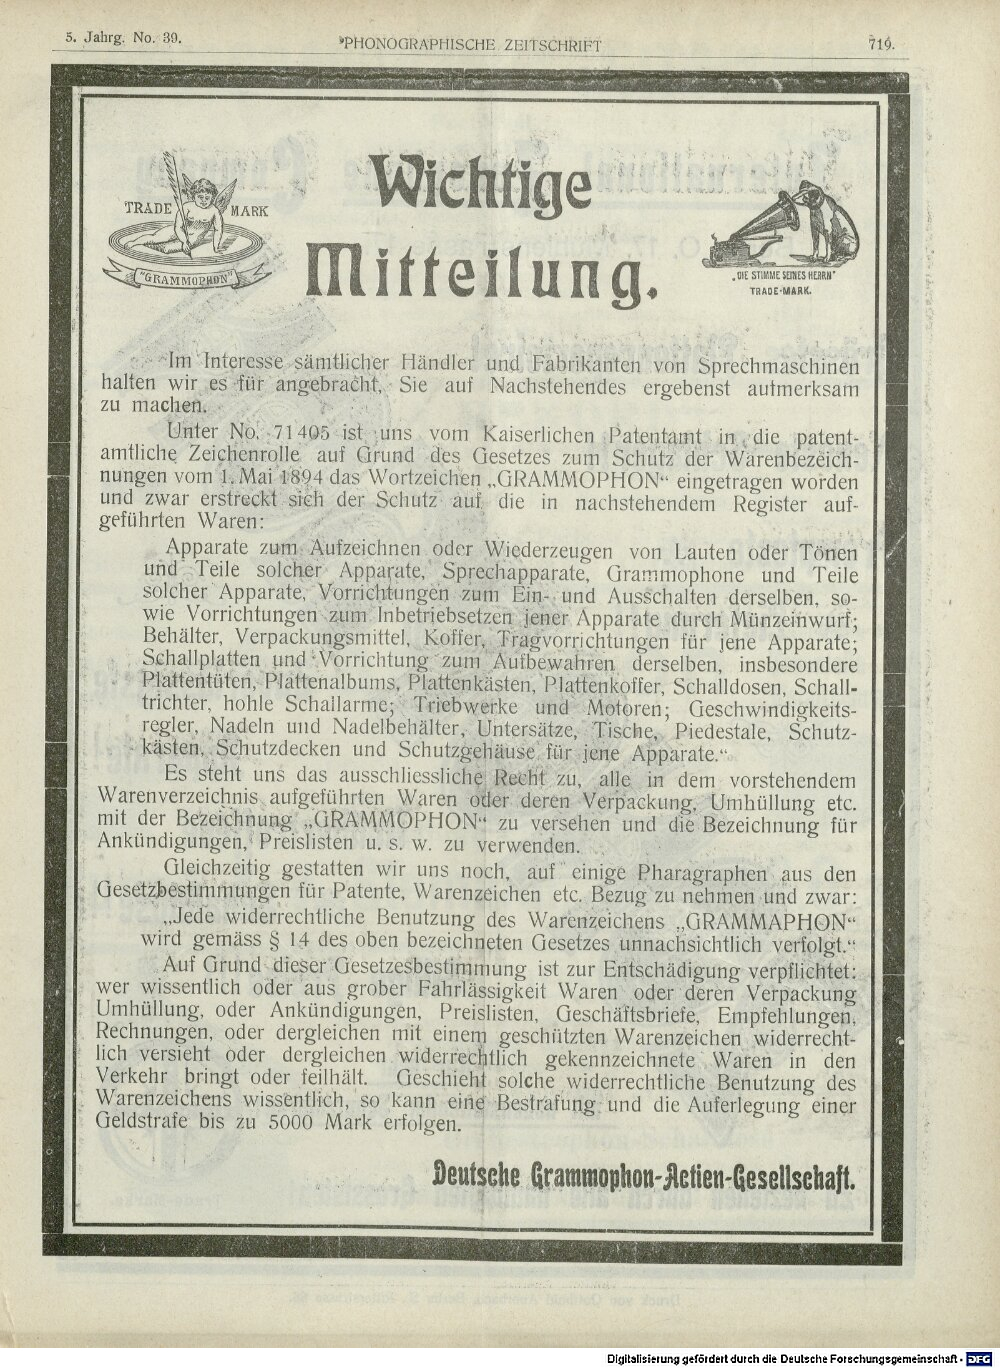 5. Jahrg. No. 39.
PHONOGRAPHISCHE ZEITSCHRIFT
719.
TRADE MARK
"GRAMMOPHON"
Wichtige
Mitteilung.
„DIE STIMME SEINES HERRN"
TRADE-MARK.
Im Interesse sämtlicher Händler und Fabrikanten von Sprechmaschinen
halten wir es für angebracht, Sie auf Nachstehendes ergebenst aufmerksam
zu machen.
Unter No. 71405 ist uns vom Kaiserlichen Patentamt in die patent-
amtliche Zeichenrolle auf Grund des Gesetzes zum Schutz der Warenbezeich-
nungen vom 1. Mai 1894 das Wortzeichen „GRAMMOPHON“ eingetragen worden
und zwar erstreckt sich der Schutz auf die in nachstehendem Register auf-
geführten Waren:
Apparate zum Aufzeichnen oder Wiederzeugen von Lauten oder Tönen
und Teile solcher Apparate, Sprechapparate, Grammophone und Teile
solcher Apparate, Vorrichtungen zum Ein- und Ausschalten derselben, so-
wie Vorrichtungen zum Inbetriebsetzen jener Apparate durch Münzeinwurf;
Behälter, Verpackungsmittel, Koffer, Tragvorrichtungen für jene Apparate;
Schallplatten und Vorrichtung zum Aufbewahren derselben, insbesondere
Plattentüten, Plattenalbums, Plattenkästen, Plattenkoffer, Schalldosen, Schall-
trichter, hohle Schallarme; Triebwerke und Motoren; Geschwindigkeits-
regler, Nadeln und Nadelbehälter, Untersätze, Tische, Piedestale, Schutz-
kästen, Schutzdecken und Schutzgehäuse für jene Apparate.“
Es steht uns das ausschliessliche Recht zu, alle in dem vorstehendem
Warenverzeichnis aufgeführten Waren oder deren Verpackung, Umhüllung etc.
mit der Bezeichnung „GRAMMOPHON“ zu versehen und die Bezeichnung für
Ankündigungen, Preislisten u. s. w. zu verwenden.
Gleichzeitig gestatten wir uns noch, auf einige Pharagraphen aus den
Gesetzbestimmungen für Patente, Warenzeichen etc. Bezug zu nehmen und zwar:
„Jede widerrechtliche Benutzung des Warenzeichens „GRAMMAPHON“
wird gemäss § 14 des oben bezeichneten Gesetzes unnachsichtlich verfolgt.“
Auf Grund dieser Gesetzesbestimmung ist zur Entschädigung verpflichtet:
wer wissentlich oder aus grober Fahrlässigkeit Waren oder deren Verpackung
Umhüllung, oder Ankündigungen, Preislisten, Geschäftsbriefe, Empfehlungen,
Rechnungen, oder dergleichen mit einem geschützten Warenzeichen widerrecht-
lich versieht oder dergleichen widerrechtlich gekennzeichnete Waren in den
Verkehr bringt oder feilhält. Geschieht solche widerrechtliche Benutzung des
Warenzeichens wissentlich, so kann eine Bestrafung und die Auferlegung einer
Geldstrafe bis zu 5000 Mark erfolgen.
Deutsche Grammophon-Actien-Gesellschaft.
Digitalisierung gefördert durch die Deutsche Forschungsgemeinschaft - DFG